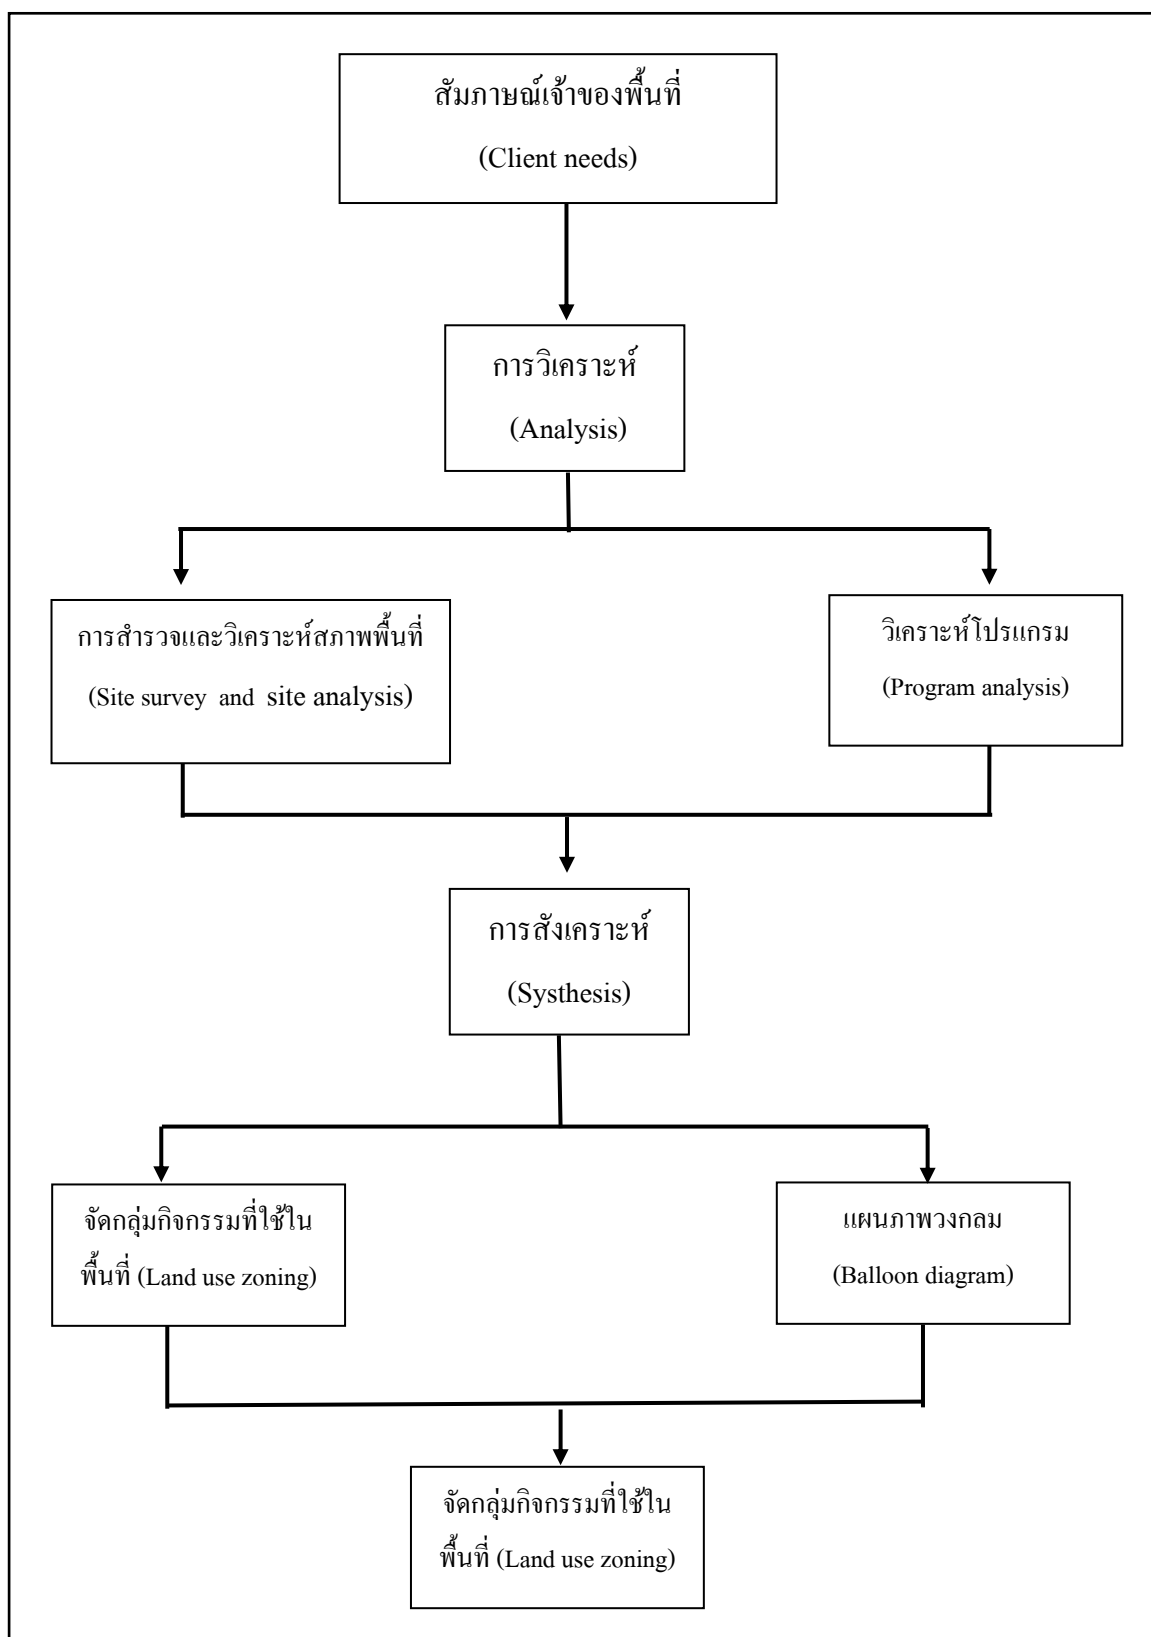 สัมภาษณ์เจ้าของพื้นที่
(Client needs)
การวิเคราะห์
(Analysis)
การสำรวจและวิเคราะห์สภาพพื้นที่
(Site survey and site analysis)
วิเคราะห์โปรแกรม
(Program analysis)
การสังเคราะห์
(Systhesis)
จัดกลุ่มกิจกรรมที่ใช้ใน
พื้นที่ (Land use zoning)
แผนภาพวงกลม
(Balloon diagram)
จัดกลุ่มกิจกรรมที่ใช้ใน
พื้นที่ (Land use zoning)